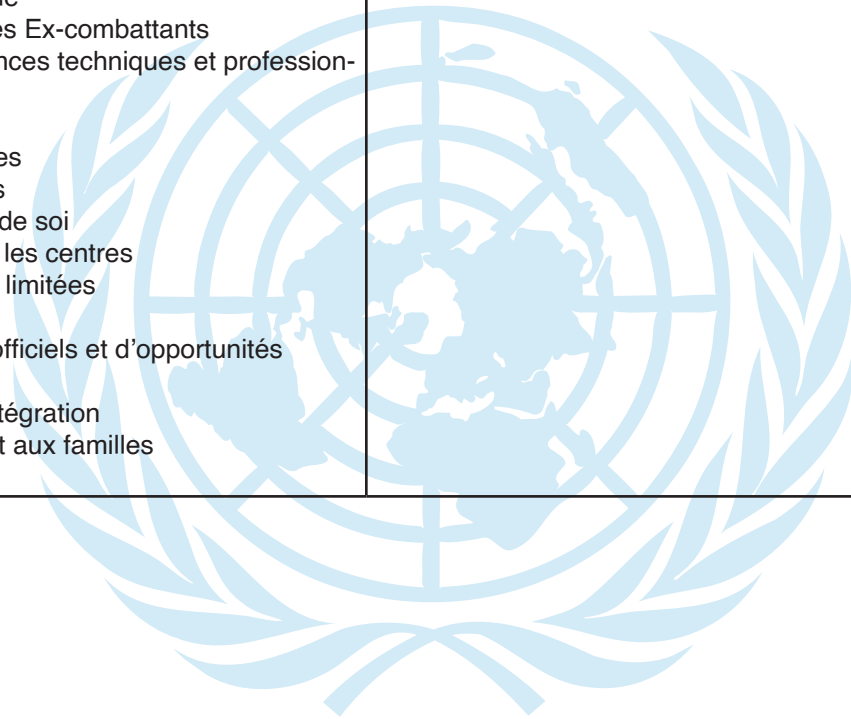 es Ex-combattants
nces techniques et profession-
es
s
de soi
les centres
limitées
officiels et d'opportunités
tégration
t aux familles